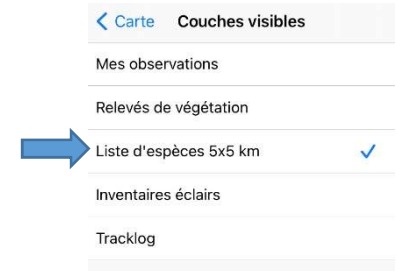 Carte Couches visibles
Mes observations
Relevés de végétation
Liste d'espèces 5x5 km
Inventaires éclairs
Tracklog